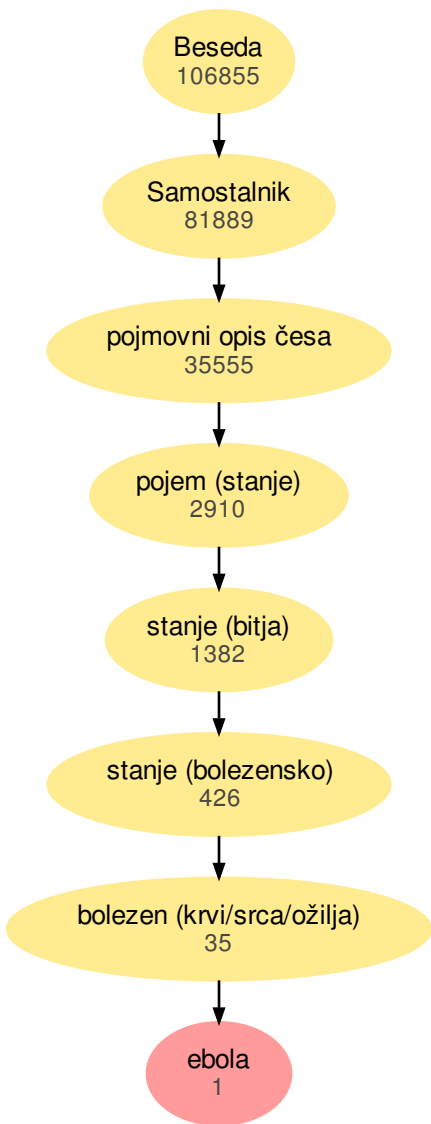 Beseda
106855
Samostalnik
81889
pojmovni opis česa
35555
pojem (stanje)
2910
stanje (bitja)
1382
stanje (bolezensko)
426
bolezen (krvi/srca/ožilja)
35
ebola
1